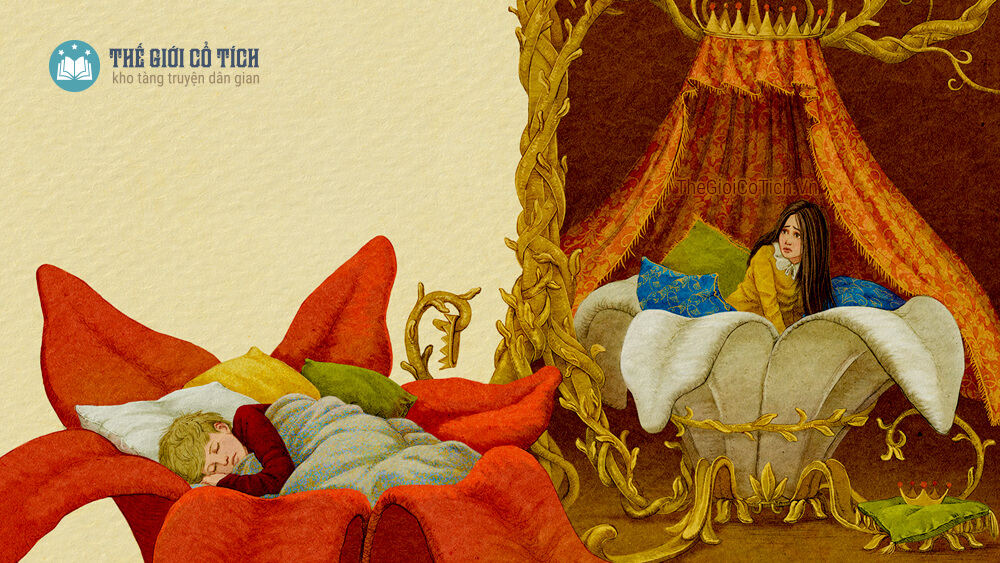 THẾ GIỚI CỔ TÍCH
kho tàng truyện dân gian
TheGioiCoTich.vn